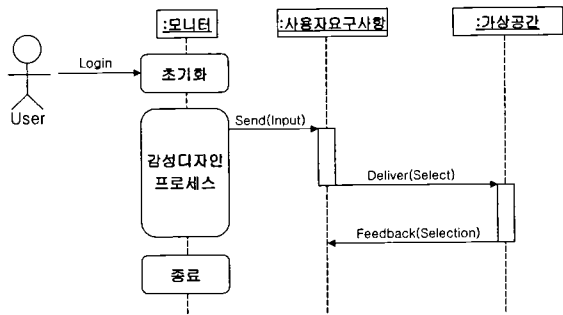 :모니터
:사용자요구사항
:가상공간
Login
초기화
User
Send(Input)
감성디자인
프로세스
Deliver(Select)
Feedback(Selection)
종료